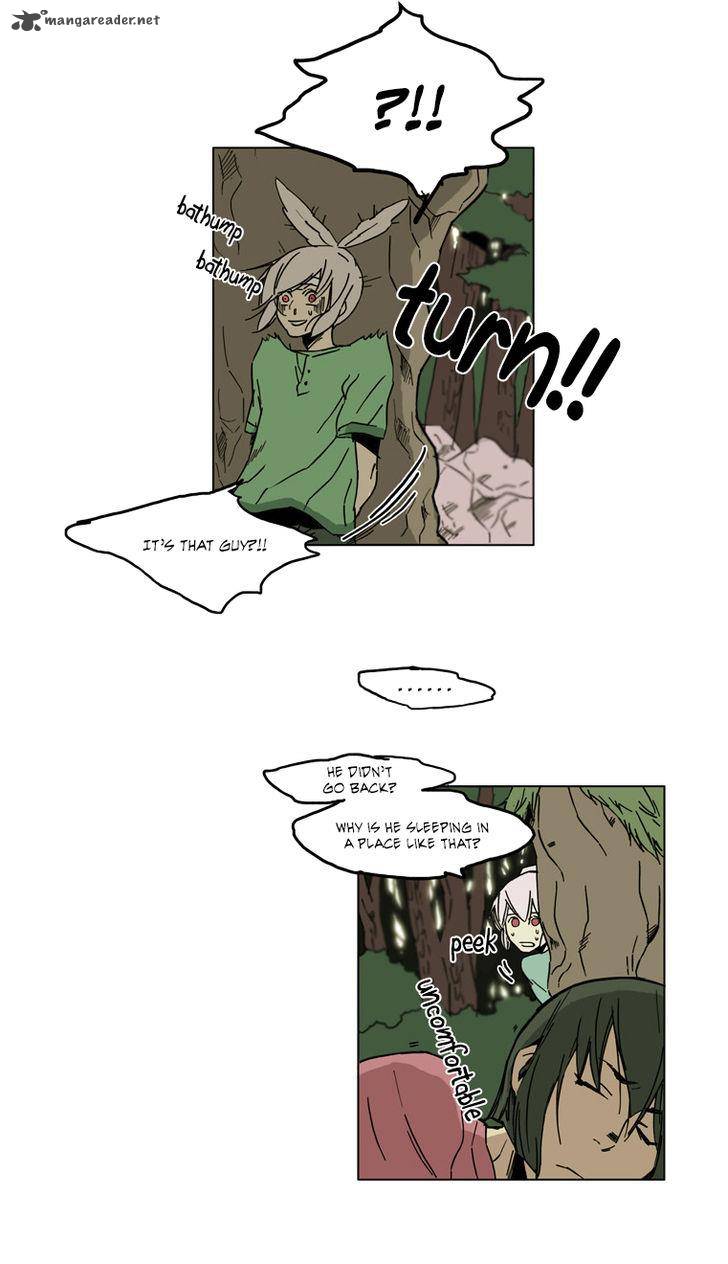 mangareader.net
?!!
bathump
bathump
turn!!
IT'S THAT GUY?!!
......
HE DIDN'T
GO BACK?
WHY IS HE SLEEPING IN
A PLACE LIKE THAT?
peek
uncomfortable